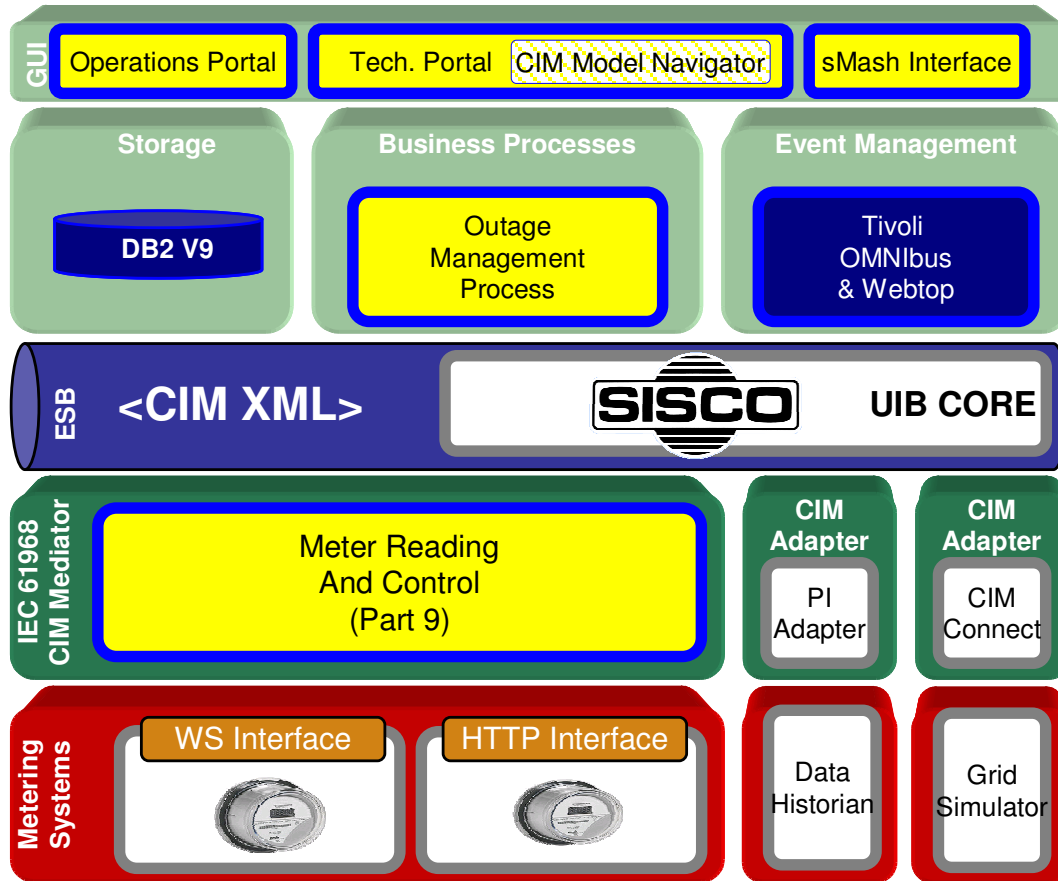 GUI
Operations Portal
Tech. Portal
CIM Model Navigator
sMash Interface
Storage
DB2 V9
Business Processes
Outage
Management
Process
Event Management
Tivoli
OMNIbus
& Webtop
ESB
<CIM XML>
SISCO
UIB CORE
IEC 61968
CIM Mediator
Meter Reading
And Control
(Part 9)
CIM
Adapter
PI
Adapter
CIM
Adapter
CIM
Connect
Metering
Systems
WS Interface
HTTP Interface
Data
Historian
Grid
Simulator